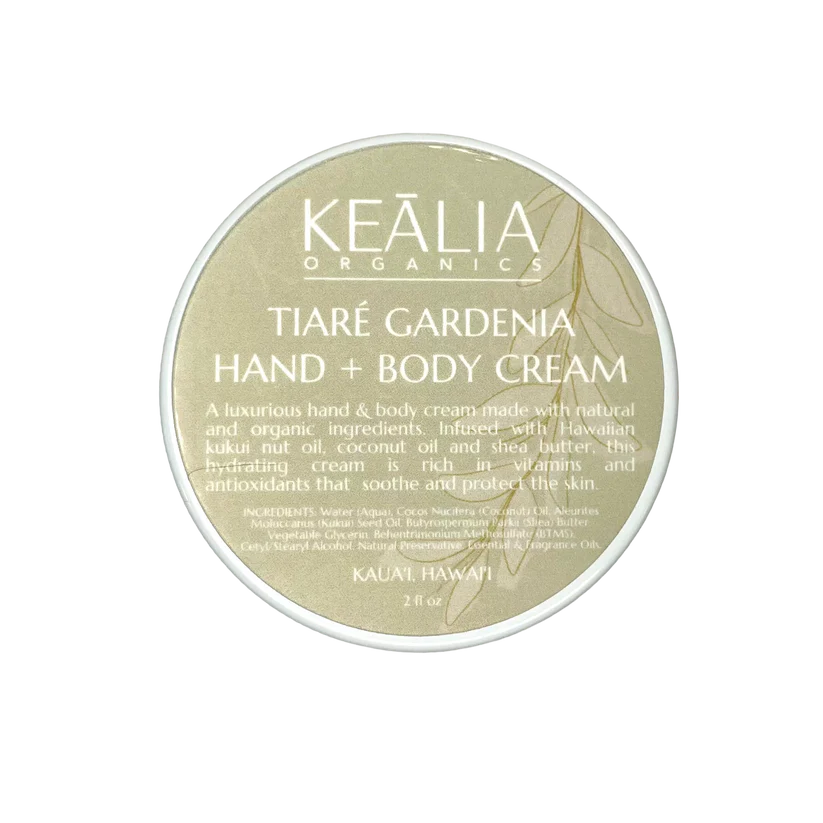 KEĀLIA
ORGANICS
TIARÉ GARDENIA
HAND + BODY CREAM
A luxurious hand & body cream made with natural
and organic ingredients. Infused with Hawaiian
kukui nut oil, coconut oil and shea butter, this
hydrating cream is rich in vitamins and
antioxidants that soothe and protect the skin.
INGREDIENTS: Water (Aqua), Cocos Nucifera (Coconut) Oil, Aleurites
Moluccanus (Kukui) Seed Oil, Butyrospermum Parkii (Shea) Butter
Vegetable Glycerin, Behentrimonium Methosulfate (BTMS),
Cetyl/Stearyl Alcohol, Natural Preservative, Essential & Fragrance Oils.
KAUA'I, HAWAI'I
2 fl oz